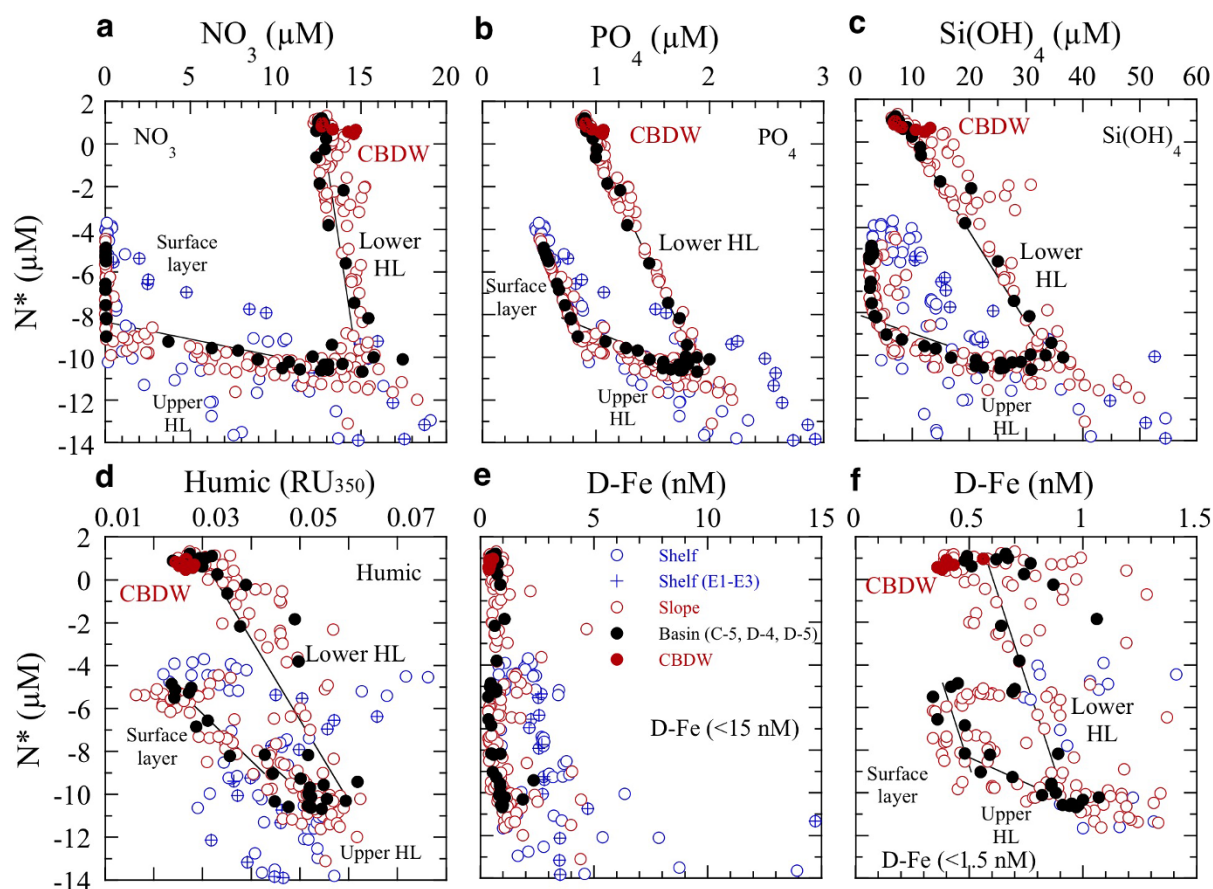 a
NO3 (µM)
0 5 10 15 20
2
0
-2
-4
-6
-8
-10
-12
-14
N* (µM)
NO3
CBDW
Surface
layer
Lower
HL
Upper
HL
b
PO4 (µM)
0 1 2 3
CBDW
PO4
Lower HL
Surface
layer
Upper
HL
c
Si(OH)4 (µM)
0 10 20 30 40 50 60
CBDW
Si(OH)4
Lower
HL
Upper
HL
d
Humic (RU350)
0.01 0.03 0.05 0.07
2
0
-2
-4
-6
-8
-10
-12
-14
N* (µM)
Humic
CBDW
Lower HL
Surface
layer
Upper HL
e
D-Fe (nM)
0 5 10 15
Shelf
Shelf (E1-E3)
Slope
Basin (C-5, D-4, D-5)
CBDW
D-Fe (<15 nM)
f
D-Fe (nM)
0 0.5 1 1.5
CBDW
Lower
HL
Surface
layer
Upper
HL
D-Fe (<1.5 nM)